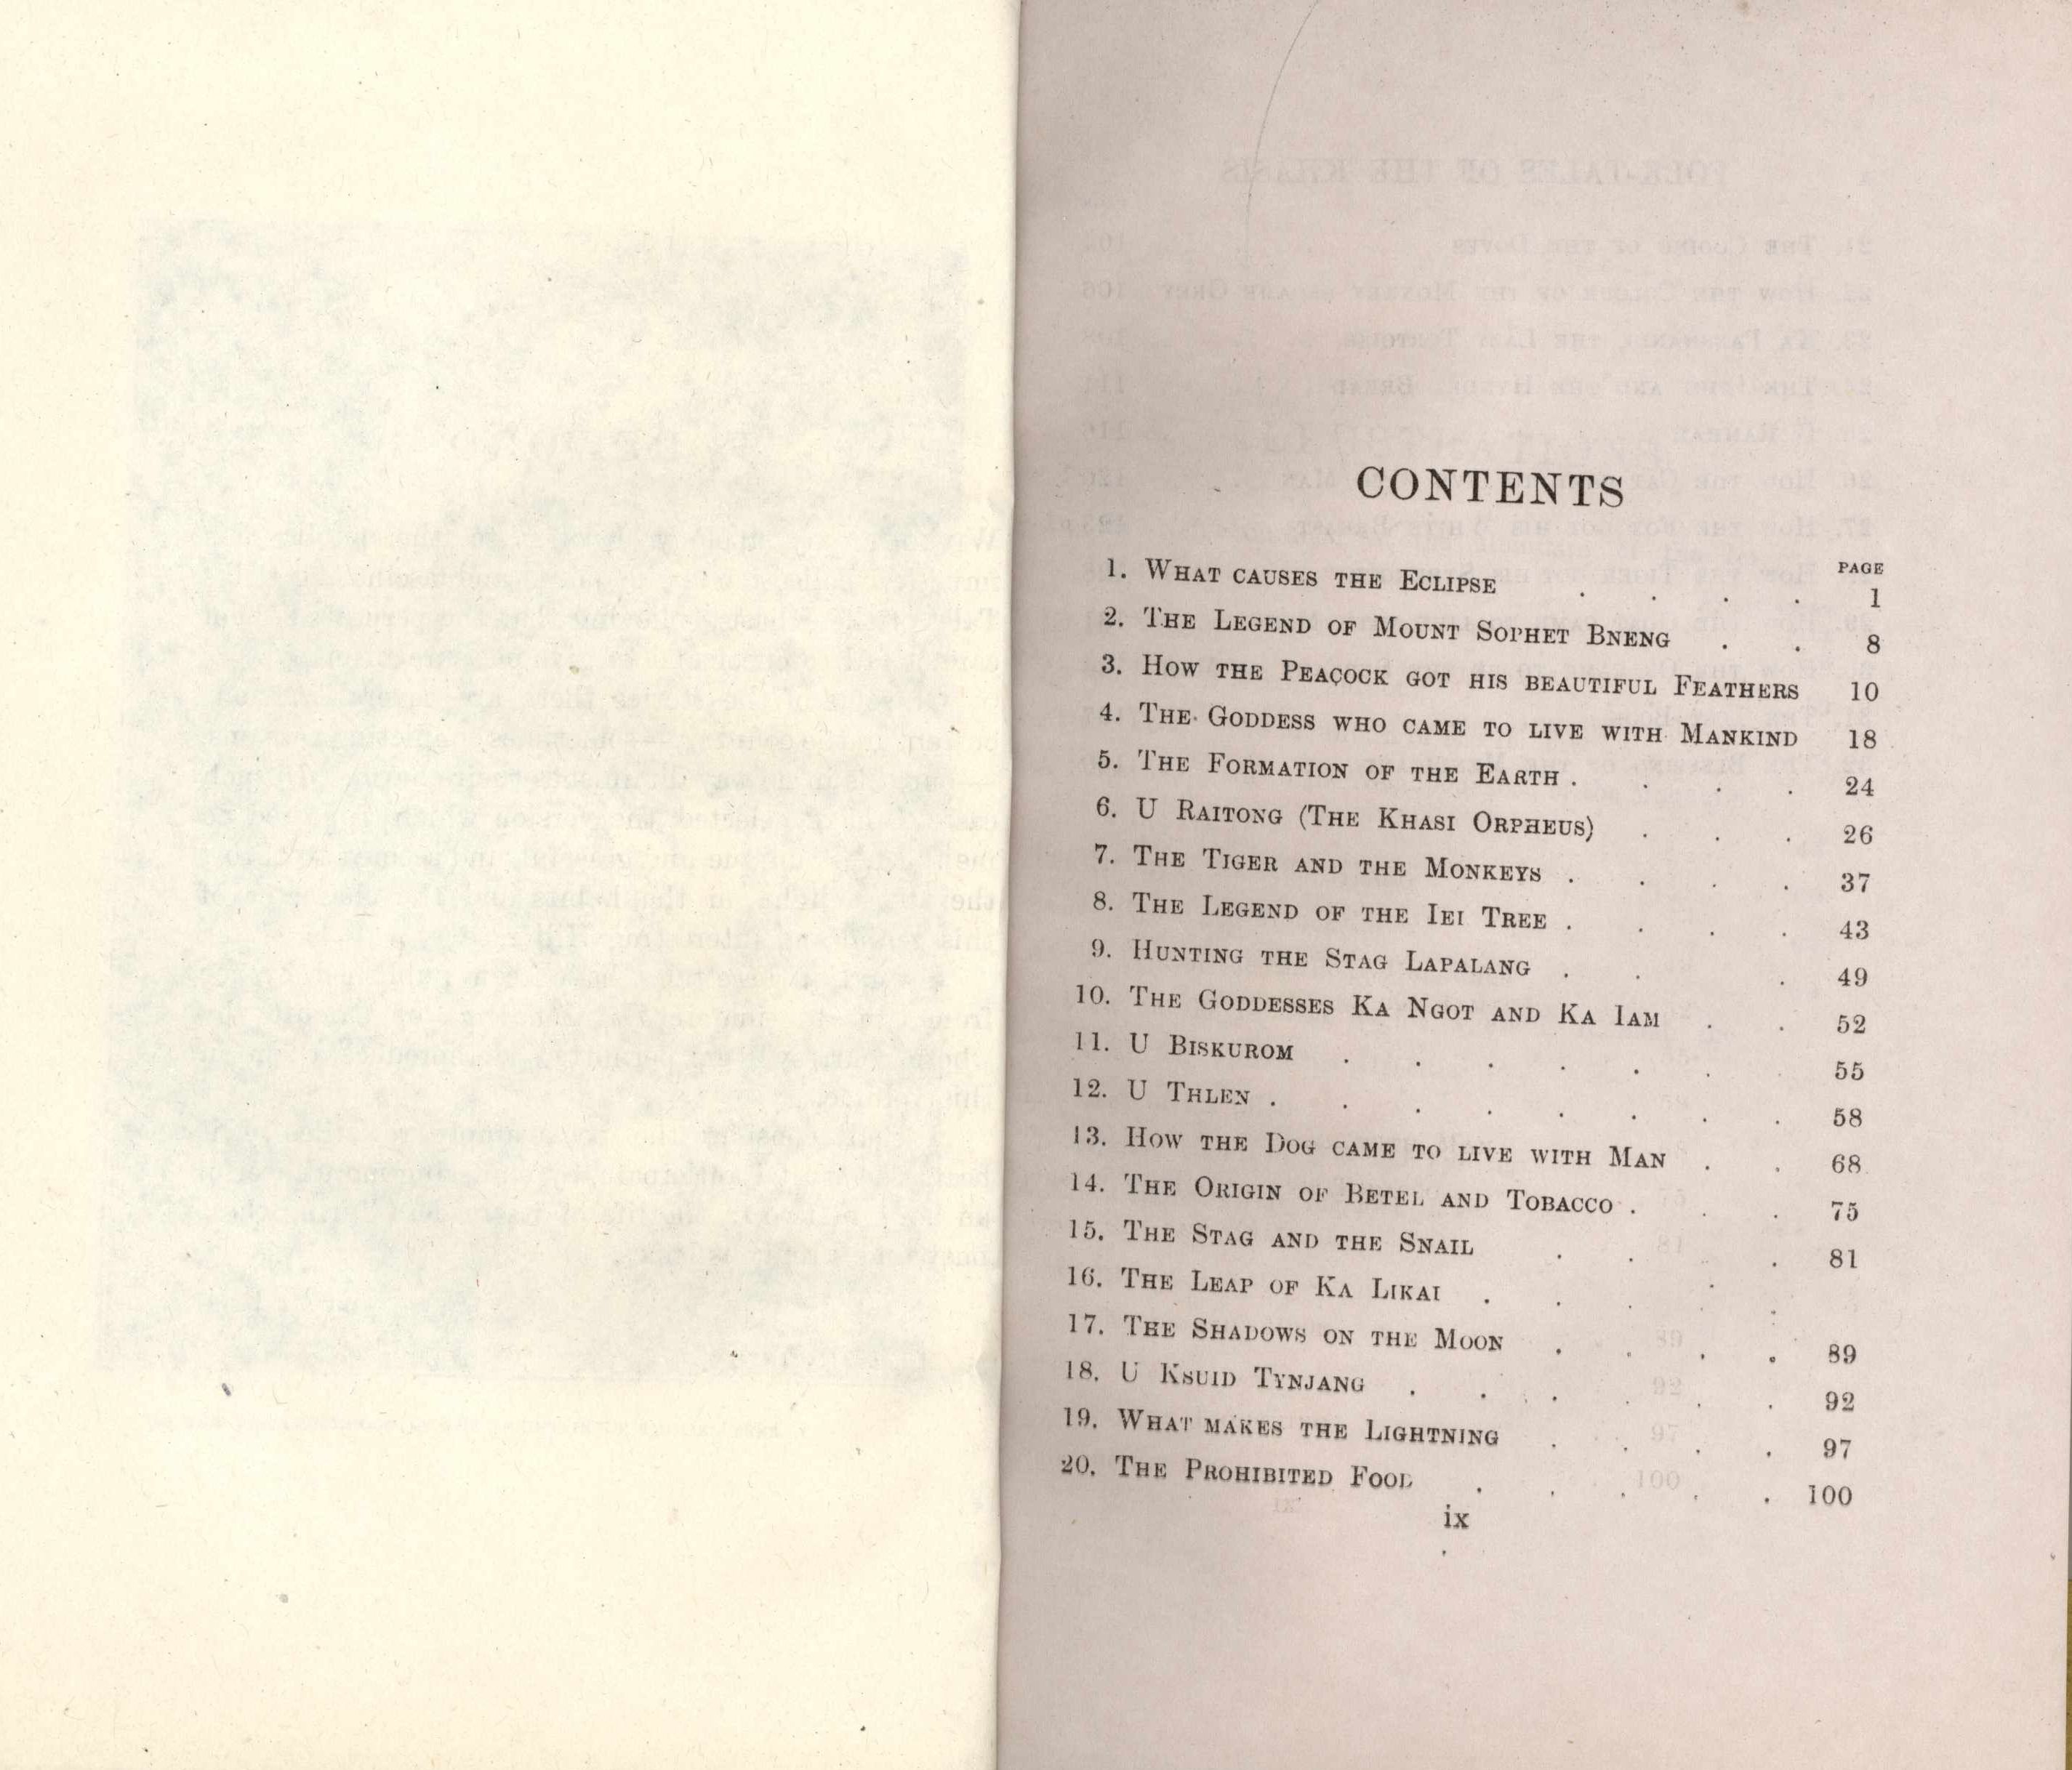 CONTENTS
PAGE
1. WHAT CAUSES THE ECLIPSE . . . . 1
2. THE LEGEND OF MOUNT SOPHET BNENG . . 8
3. HOW THE PEACOCK GOT HIS BEAUTIFUL FEATHERS 10
4. THE GODDESS WHO CAME TO LIVE WITH MANKIND 18
5. THE FORMATION OF THE EARTH . . . . 24
6. U RAITONG (THE KHASI ORPHEUS) . . . 26
7. THE TIGER AND THE MONKEYS . . . . 37
8. THE LEGEND OF THE IEI TREE . . . . 43
9. HUNTING THE STAG LAPALANG . . . 49
10. THE GODDESSES KA NGOT AND KA IAM . . 52
11. U BISKUROM . . . . . . 55
12. U THLEN . . . . . . . . 58
13. HOW THE DOG CAME TO LIVE WITH MAN . . 68
14. THE ORIGIN OF BETEL AND TOBACCO . . . 75
15. THE STAG AND THE SNAIL . . . 81
16. THE LEAP OF KA LIKAI . . . . .
17. THE SHADOWS ON THE MOON . . . . 89
18. U KSUID TYNJANG . . . . . . 92
19. WHAT MAKES THE LIGHTNING . . . . 97
20. THE PROHIBITED FOOD . . . . . 100
ix